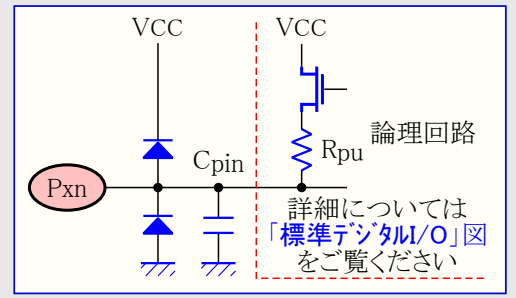 VCC VCC
論理回路
Rpu
Cpin
Pxn
詳細については
「標準ﾃﾞｼﾞﾀﾙI/O」図
をご覧ください